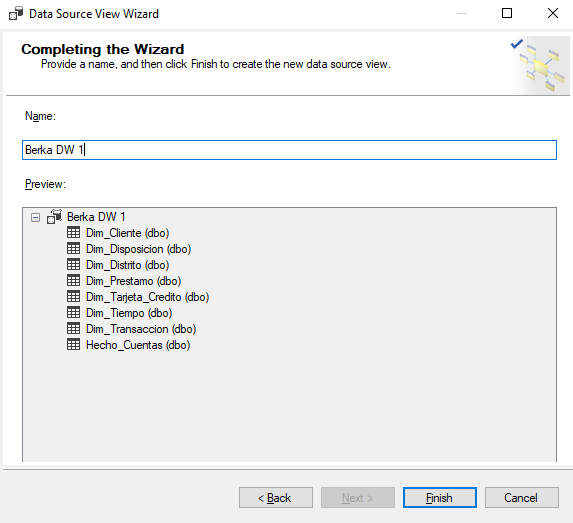 Data Source View Wizard
Completing the Wizard
Provide a name, and then click Finish to create the new data source view.
Name:
Berka DW 1
Preview:
Berka DW 1
Dim_Cliente (dbo)
Dim_Disposicion (dbo)
Dim_Distrito (dbo)
Dim_Prestamo (dbo)
Dim_Tarjeta_Credito (dbo)
Dim_Tiempo (dbo)
Dim_Transaccion (dbo)
Hecho_Cuentas (dbo)
< Back Next > Finish Cancel